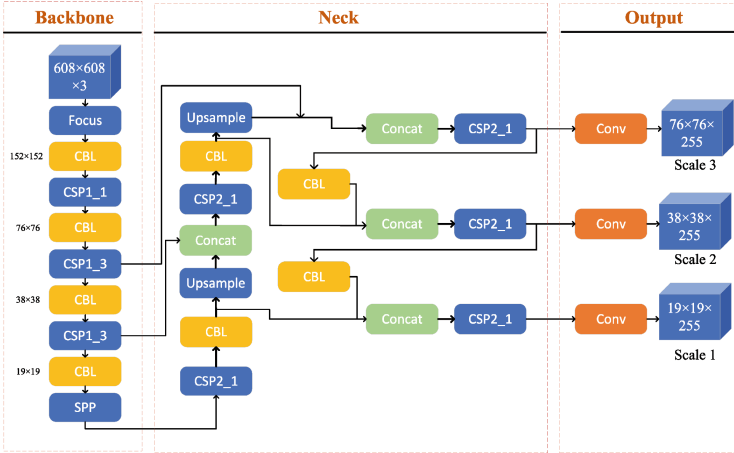 Backbone
Neck
Output
608×608
×3
Focus
152×152
CBL
CSP1_1
76×76
CBL
CSP1_3
38×38
CBL
CSP1_3
19×19
CBL
SPP
Upsample
CBL
CSP2_1
Concat
Upsample
CBL
CSP2_1
Concat
CSP2_1
CBL
Concat
CSP2_1
CBL
Concat
CSP2_1
Conv
76×76×
255
Scale 3
Conv
38×38×
255
Scale 2
Conv
19×19×
255
Scale 1